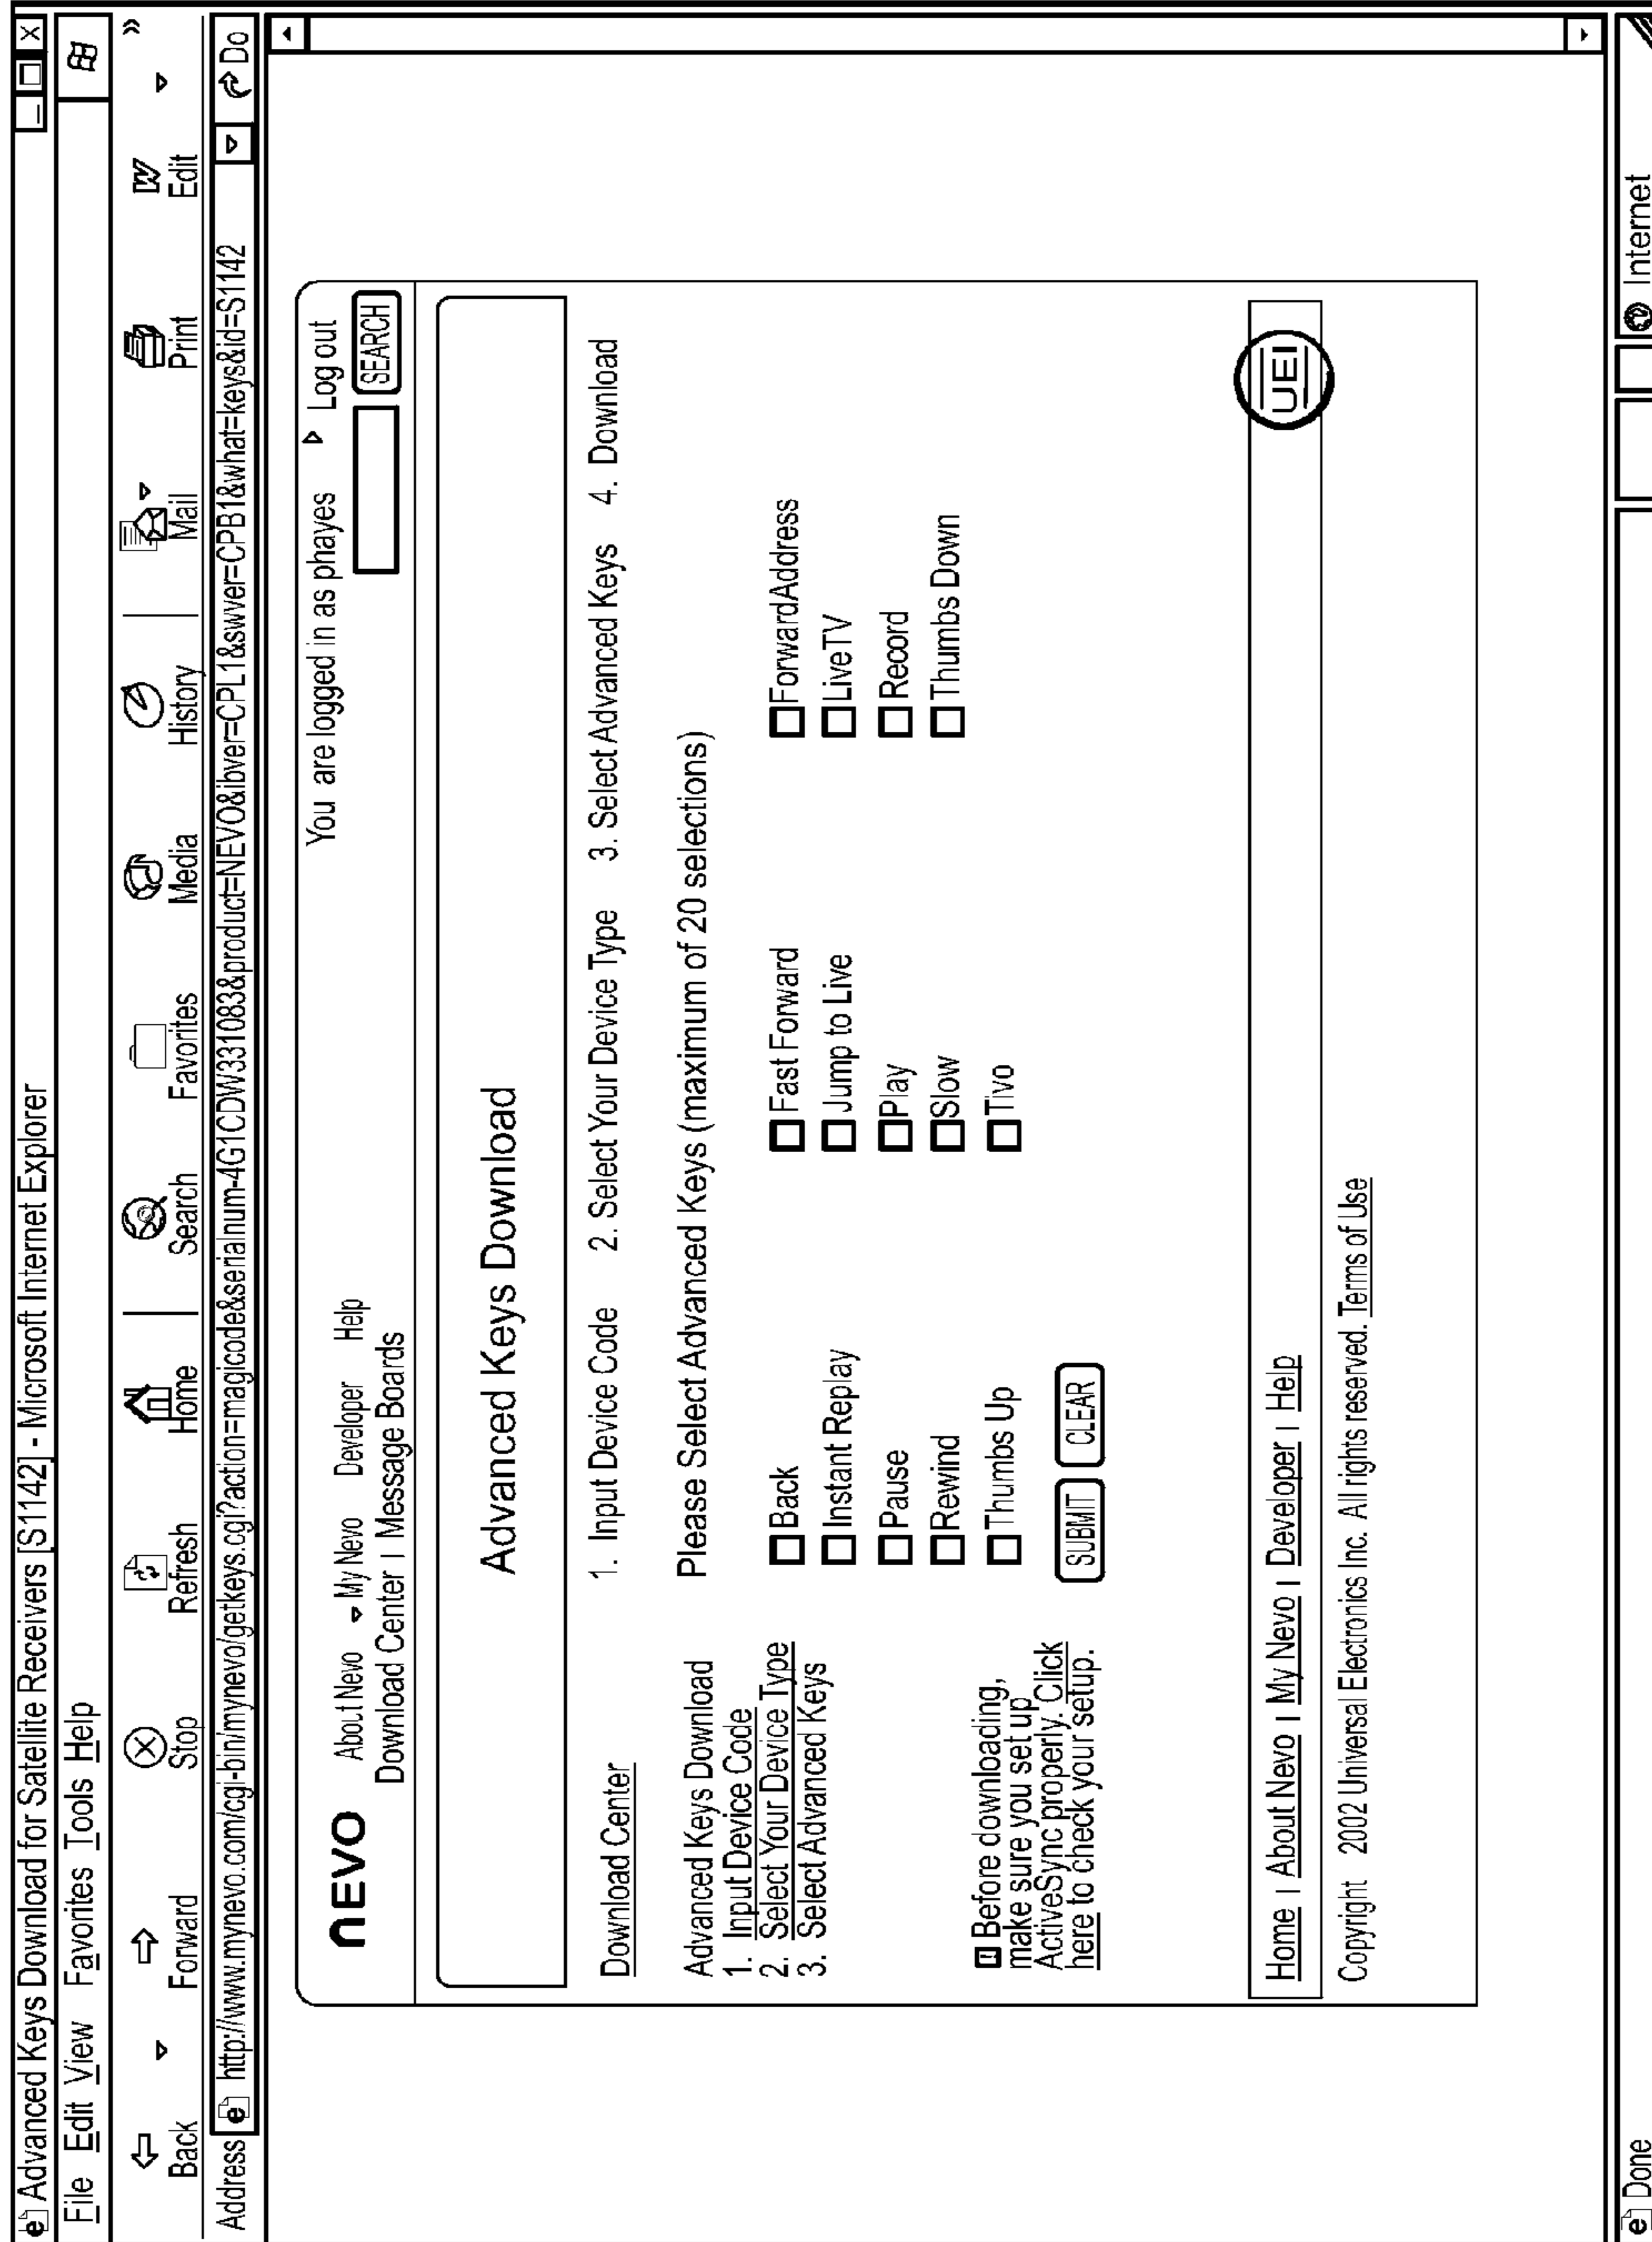 Advanced Keys Download for Satellite Receivers [S1142] - Microsoft Internet Explorer
File Edit View Favorites Tools Help
Back Forward Stop Refresh Home Search Favorites Media History Mail Print Edit
Address http://www.mynevo.com/cgi-bin/mynevo/getkeys.cgi?action=magicode&serialnum-4G1CDW331083&product=NEVO&ibver=CPL1&swver=CPB1&what=keys&id=S1142 Do
nEVO About Nevo My Nevo Developer Help
You are logged in as phayes Log out
Download Center | Message Boards
SEARCH
Advanced Keys Download
Download Center
1. Input Device Code 2. Select Your Device Type 3. Select Advanced Keys 4. Download
Advanced Keys Download
1. Input Device Code
2. Select Your Device Type
3. Select Advanced Keys
Please Select Advanced Keys (maximum of 20 selections)
Back Fast Forward ForwardAddress
Instant Replay Jump to Live LiveTV
Pause Play Record
Rewind Slow Thumbs Down
Thumbs Up Tivo
Before downloading,
make sure you set up
ActiveSync properly. Click
here to check your setup.
SUBMIT CLEAR
Home | About Nevo | My Nevo | Developer | Help
UEI
Copyright 2002 Universal Electronics Inc. All rights reserved. Terms of Use
Done Internet